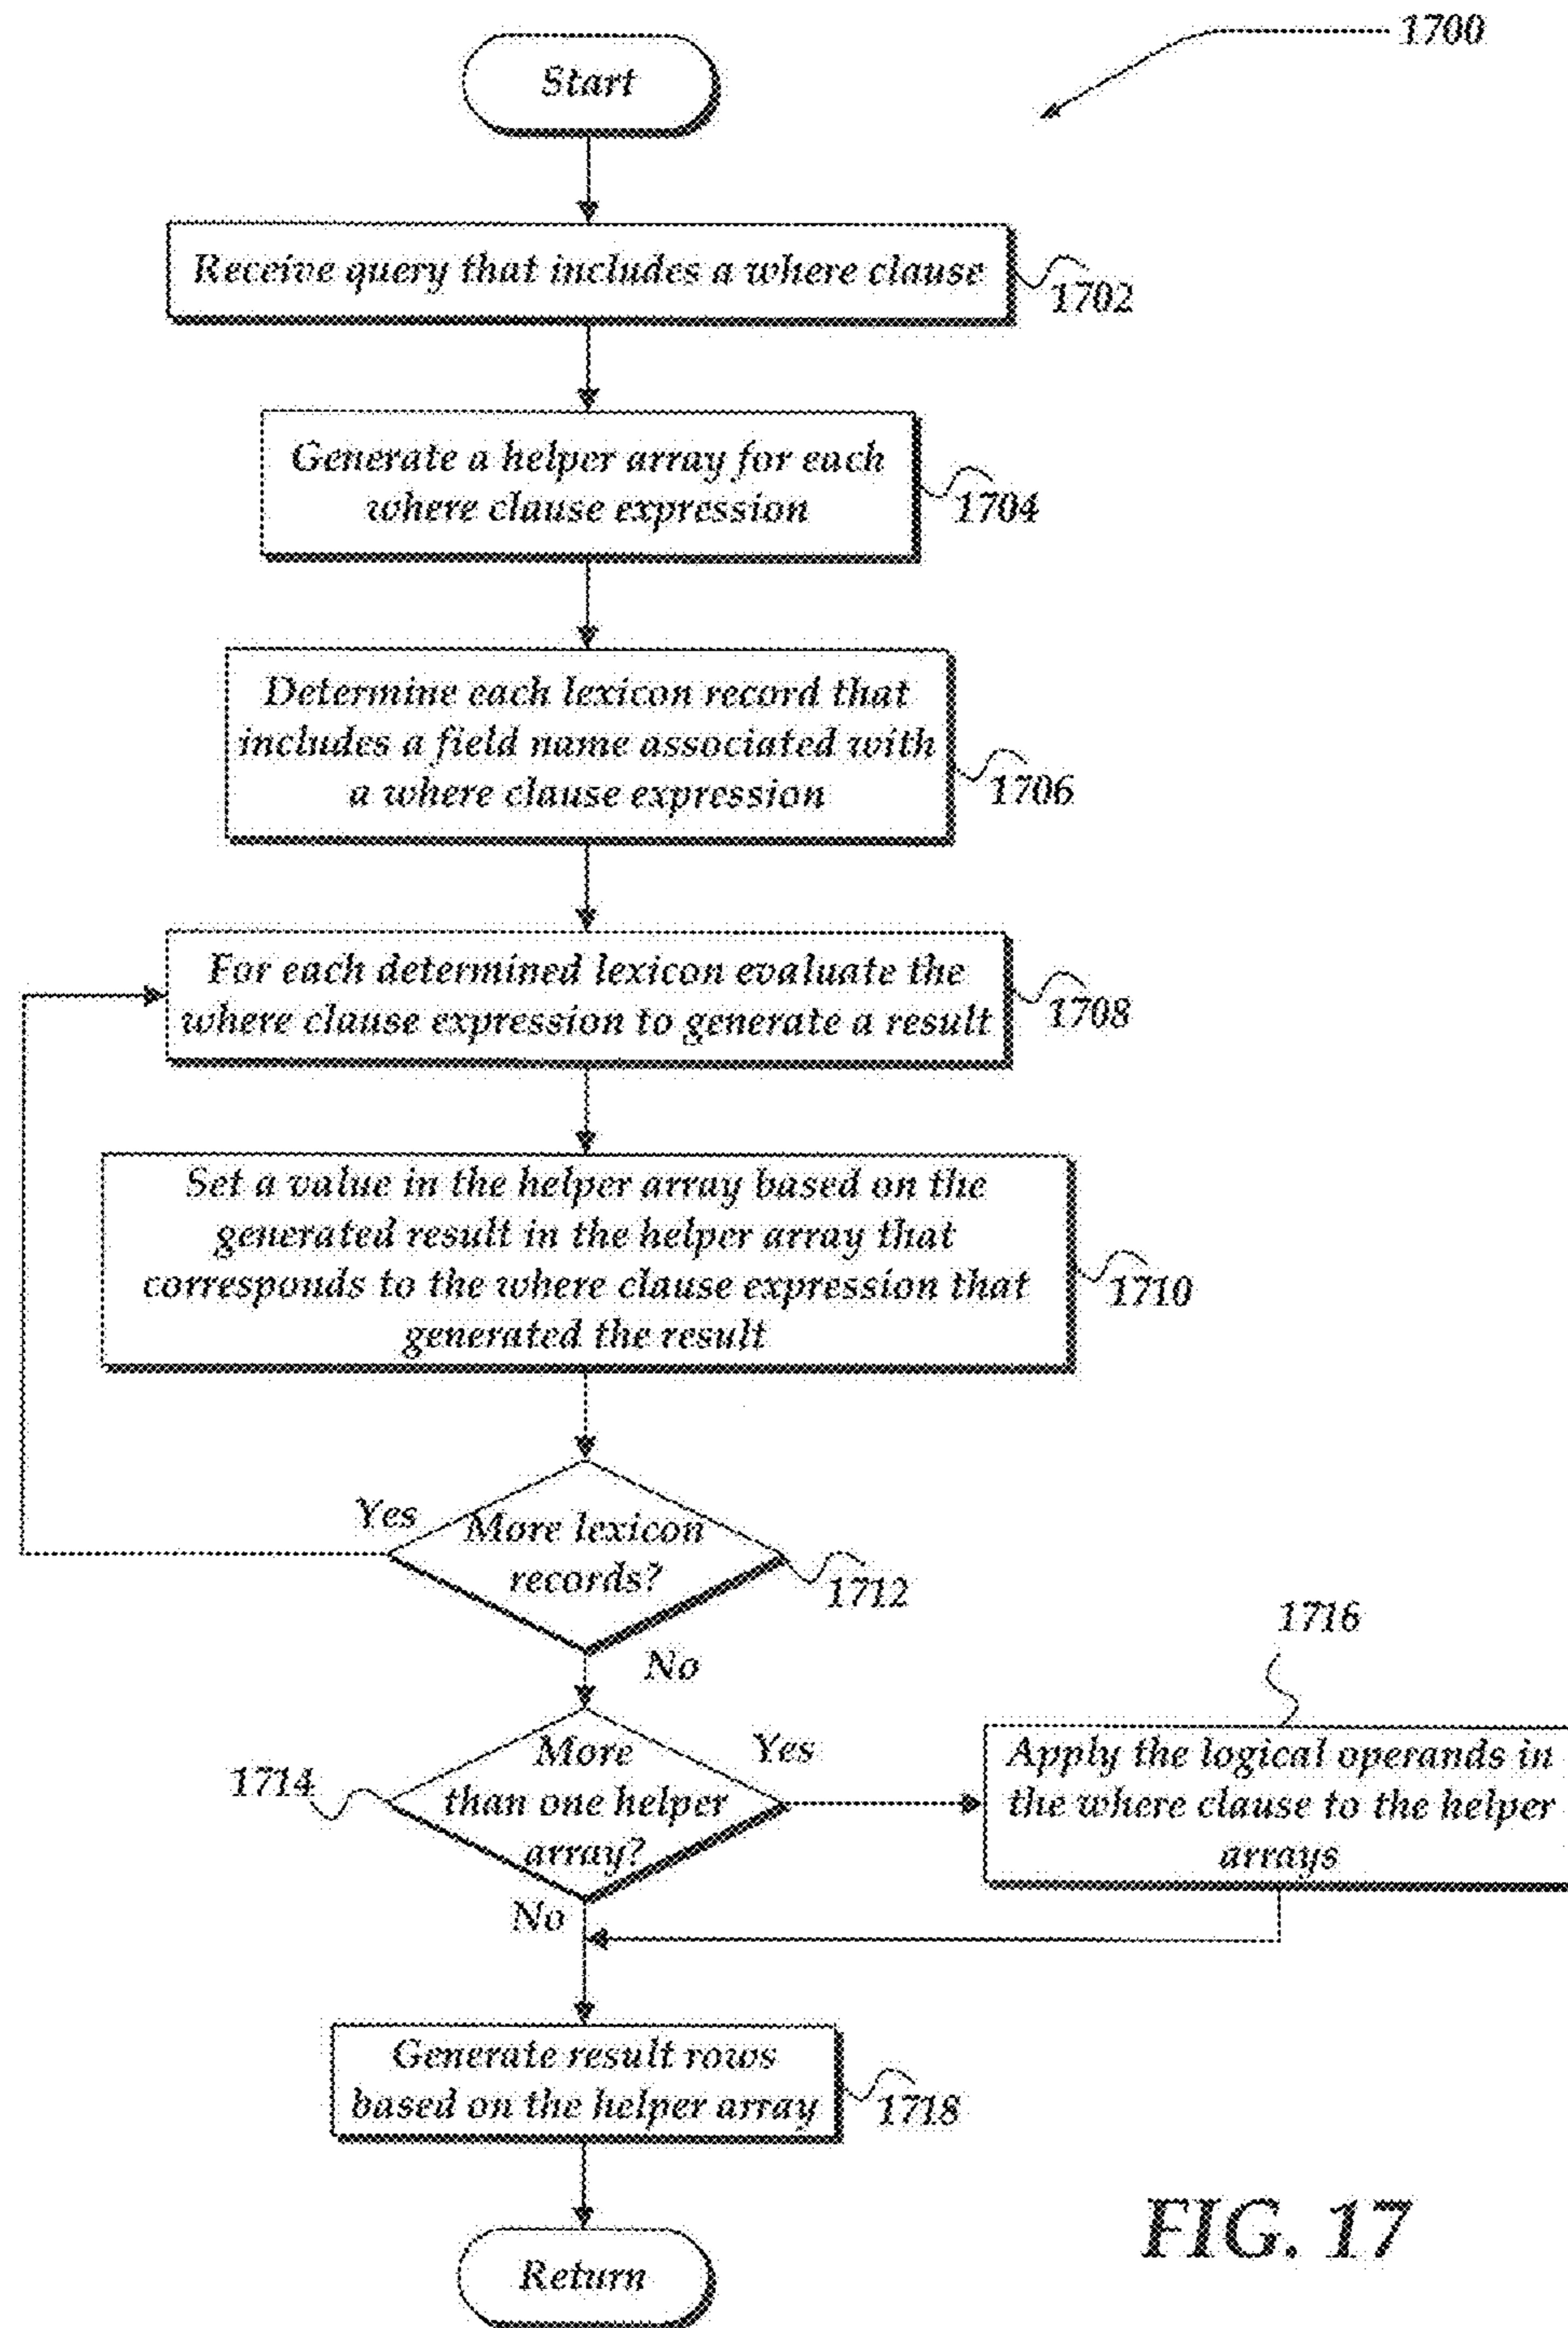 1700
Start
Receive query that includes a where clause
1702
Generate a helper array for each
where clause expression
1704
Determine each lexicon record that
includes a field name associated with
a where clause expression
1706
For each determined lexicon evaluate the
where clause expression to generate a result
1708
Set a value in the helper array based on the
generated result in the helper array that
corresponds to the where clause expression that
generated the result
1710
Yes
More lexicon
records?
1712
No
1714
More
than one helper
array?
Yes
1716
Apply the logical operands in
the where clause to the helper
arrays
No
Generate result rows
based on the helper array
1718
Return
FIG. 17